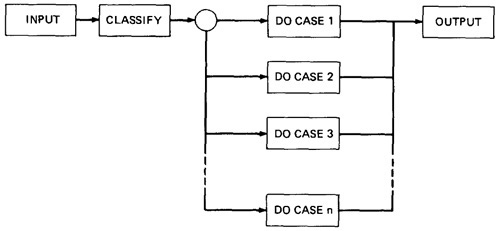 INPUT
CLASSIFY
DO CASE 1
OUTPUT
DO CASE 2
DO CASE 3
DO CASE n